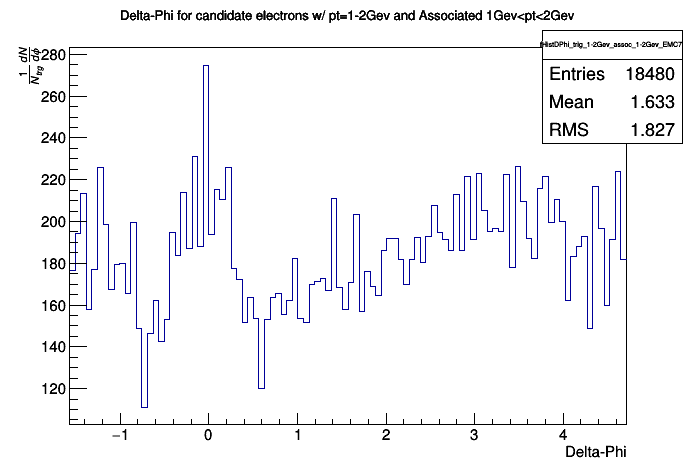 Delta-Phi for candidate electrons w/ pt=1-2Gev and Associated 1Gev<pt<2Gev
HistDPhi_trig_1-2Gev_assoc_1-2Gev_EMC7
Entries 18480
Mean 1.633
RMS 1.827
1/N_trig dN/dϕ
280
260
240
220
200
180
160
140
120
−1 0 1 2 3 4
Delta-Phi